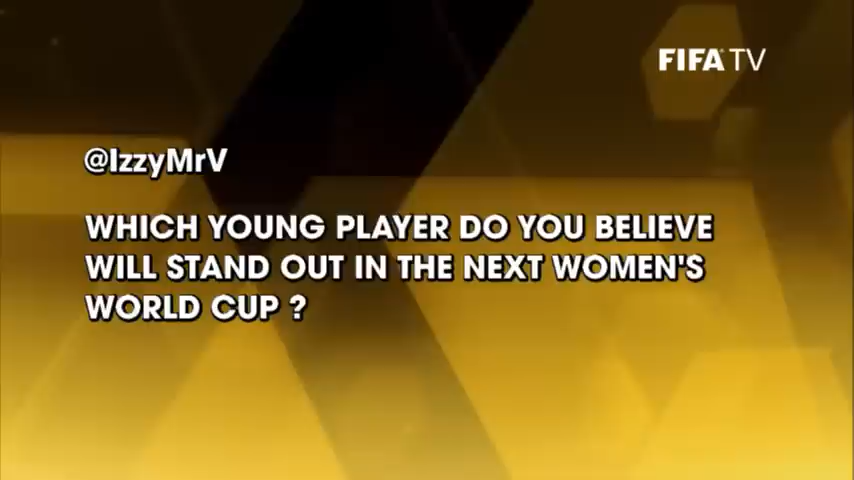 FIFA TV
@IzzyMrV
WHICH YOUNG PLAYER DO YOU BELIEVE
WILL STAND OUT IN THE NEXT WOMEN'S
WORLD CUP ?